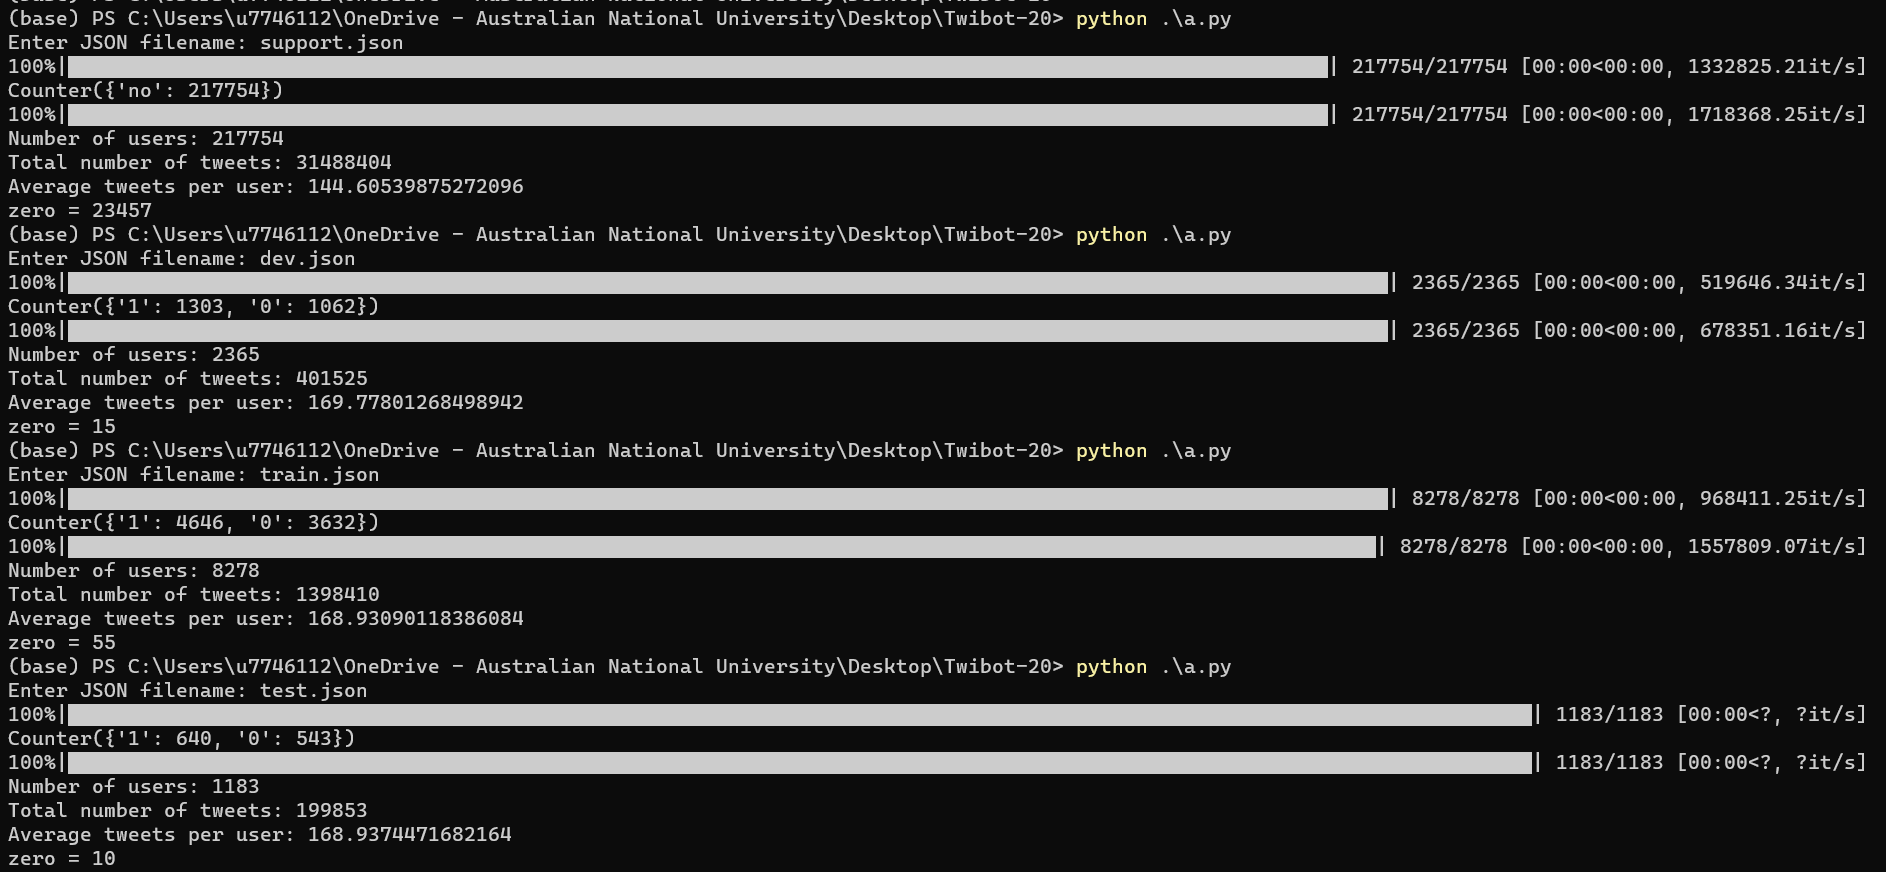 (base) PS C:\Users\u7746112\OneDrive - Australian National University\Desktop\Twibot-20> python .\a.py
Enter JSON filename: support.json
100%|| 217754/217754 [00:00<00:00, 1332825.21it/s]
Counter({'no': 217754})
100%|| 217754/217754 [00:00<00:00, 1718368.25it/s]
Number of users: 217754
Total number of tweets: 31488404
Average tweets per user: 144.60539875272096
zero = 23457
(base) PS C:\Users\u7746112\OneDrive - Australian National University\Desktop\Twibot-20> python .\a.py
Enter JSON filename: dev.json
100%|| 2365/2365 [00:00<00:00, 519646.34it/s]
Counter({'1': 1303, '0': 1062})
100%|| 2365/2365 [00:00<00:00, 678351.16it/s]
Number of users: 2365
Total number of tweets: 401525
Average tweets per user: 169.77801268498942
zero = 15
(base) PS C:\Users\u7746112\OneDrive - Australian National University\Desktop\Twibot-20> python .\a.py
Enter JSON filename: train.json
100%|| 8278/8278 [00:00<00:00, 968411.25it/s]
Counter({'1': 4646, '0': 3632})
100%|| 8278/8278 [00:00<00:00, 1557809.07it/s]
Number of users: 8278
Total number of tweets: 1398410
Average tweets per user: 168.93090118386084
zero = 55
(base) PS C:\Users\u7746112\OneDrive - Australian National University\Desktop\Twibot-20> python .\a.py
Enter JSON filename: test.json
100%|| 1183/1183 [00:00<?, ?it/s]
Counter({'1': 640, '0': 543})
100%|| 1183/1183 [00:00<?, ?it/s]
Number of users: 1183
Total number of tweets: 199853
Average tweets per user: 168.9374471682164
zero = 10